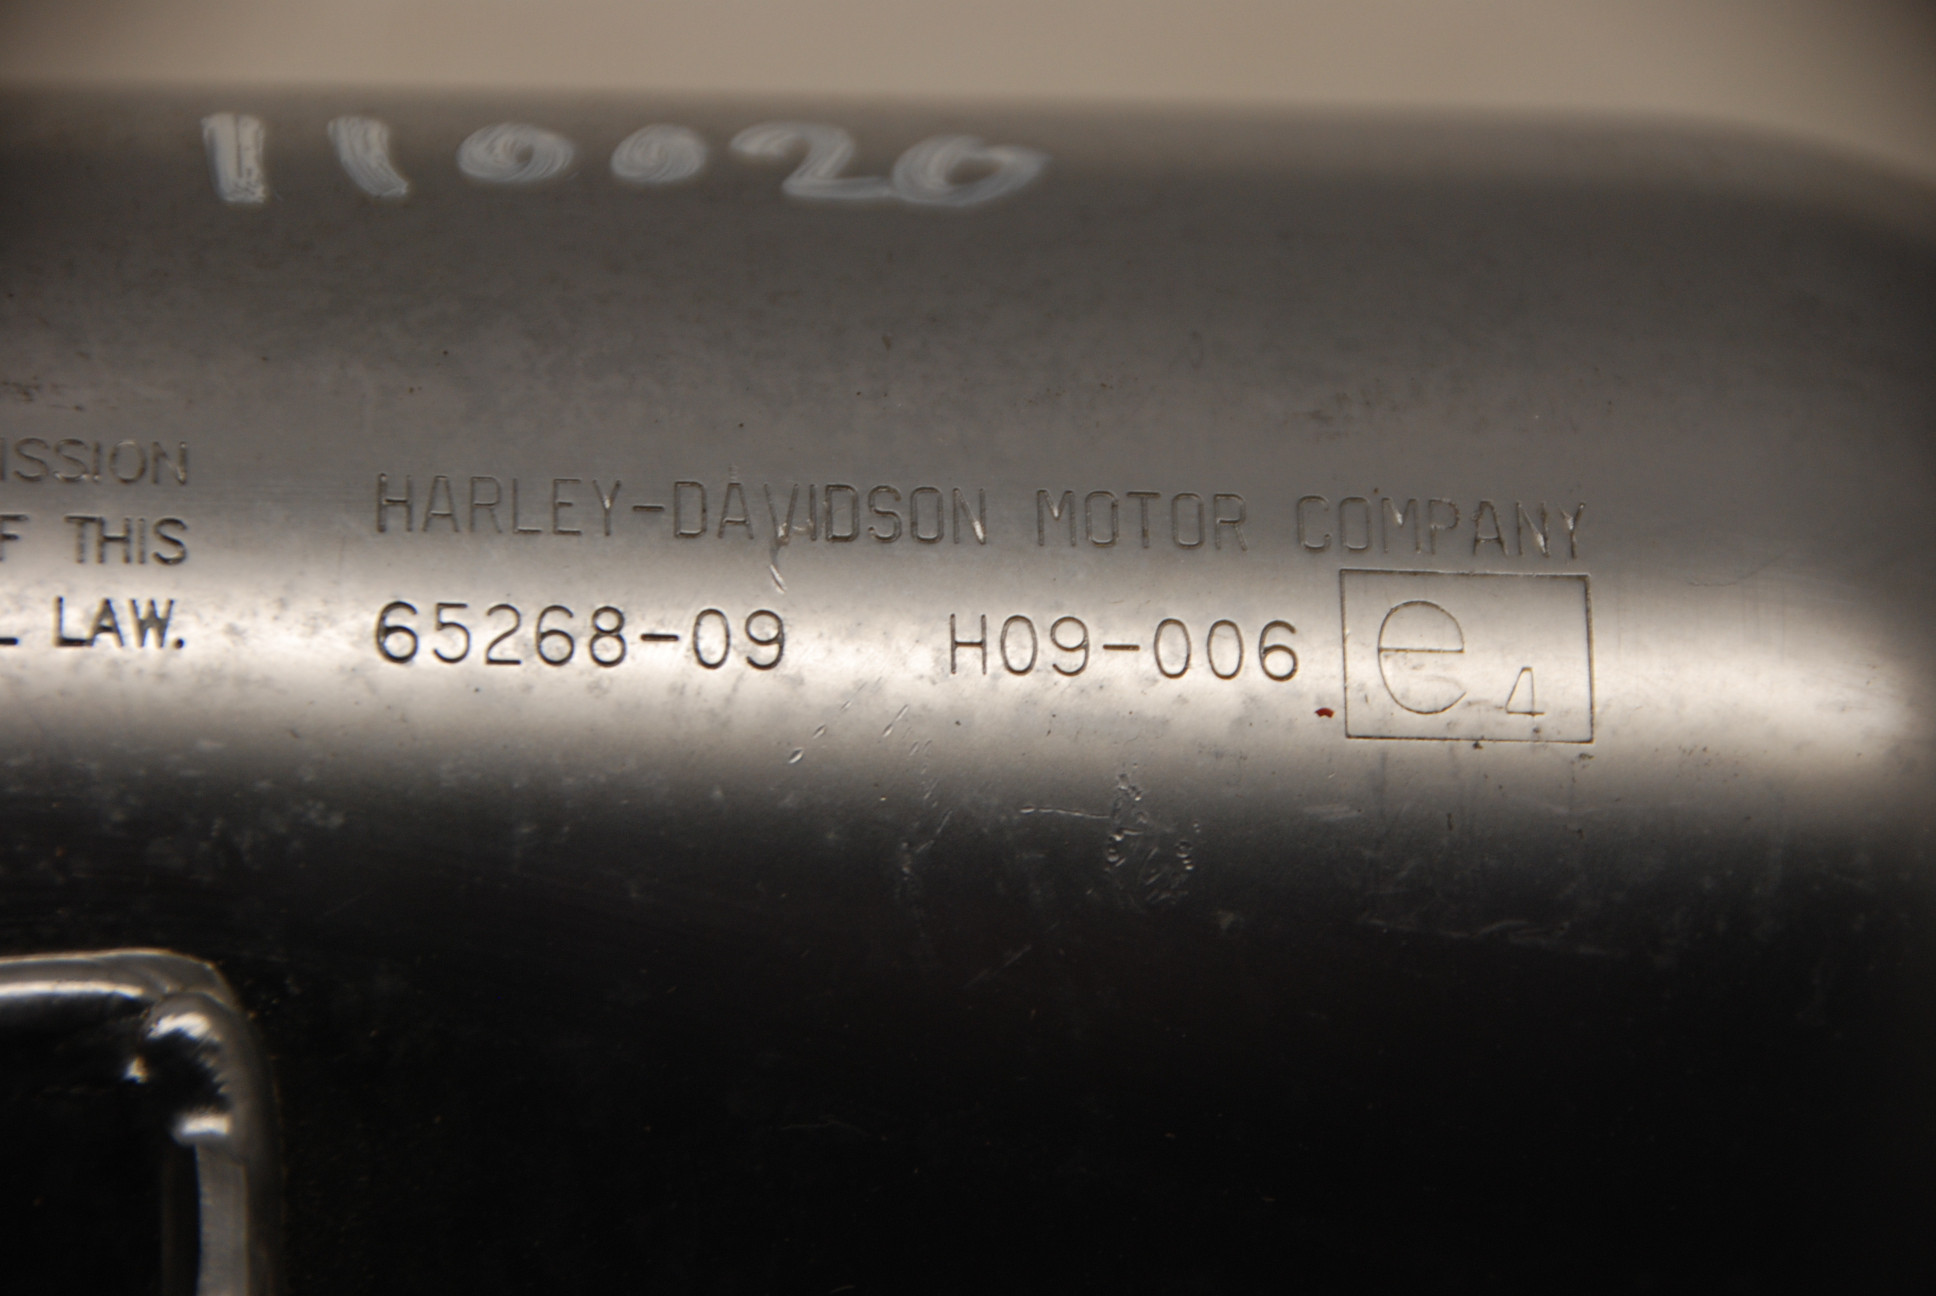 110020
ISSION
F THIS
LAW.
HARLEY-DAVIDSON MOTOR COMPANY
65268-09 H09-006 e4